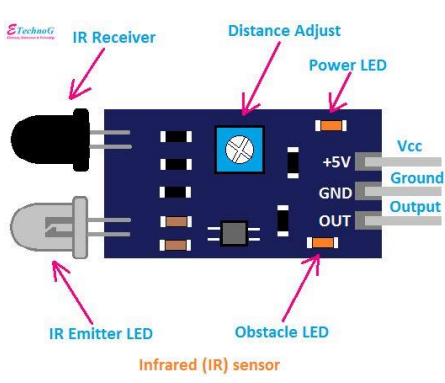 ETechnoG
IR Receiver
Distance Adjust
Power LED
Vcc
+5V
Ground
GND
Output
OUT
IR Emitter LED
Obstacle LED
Infrared (IR) sensor